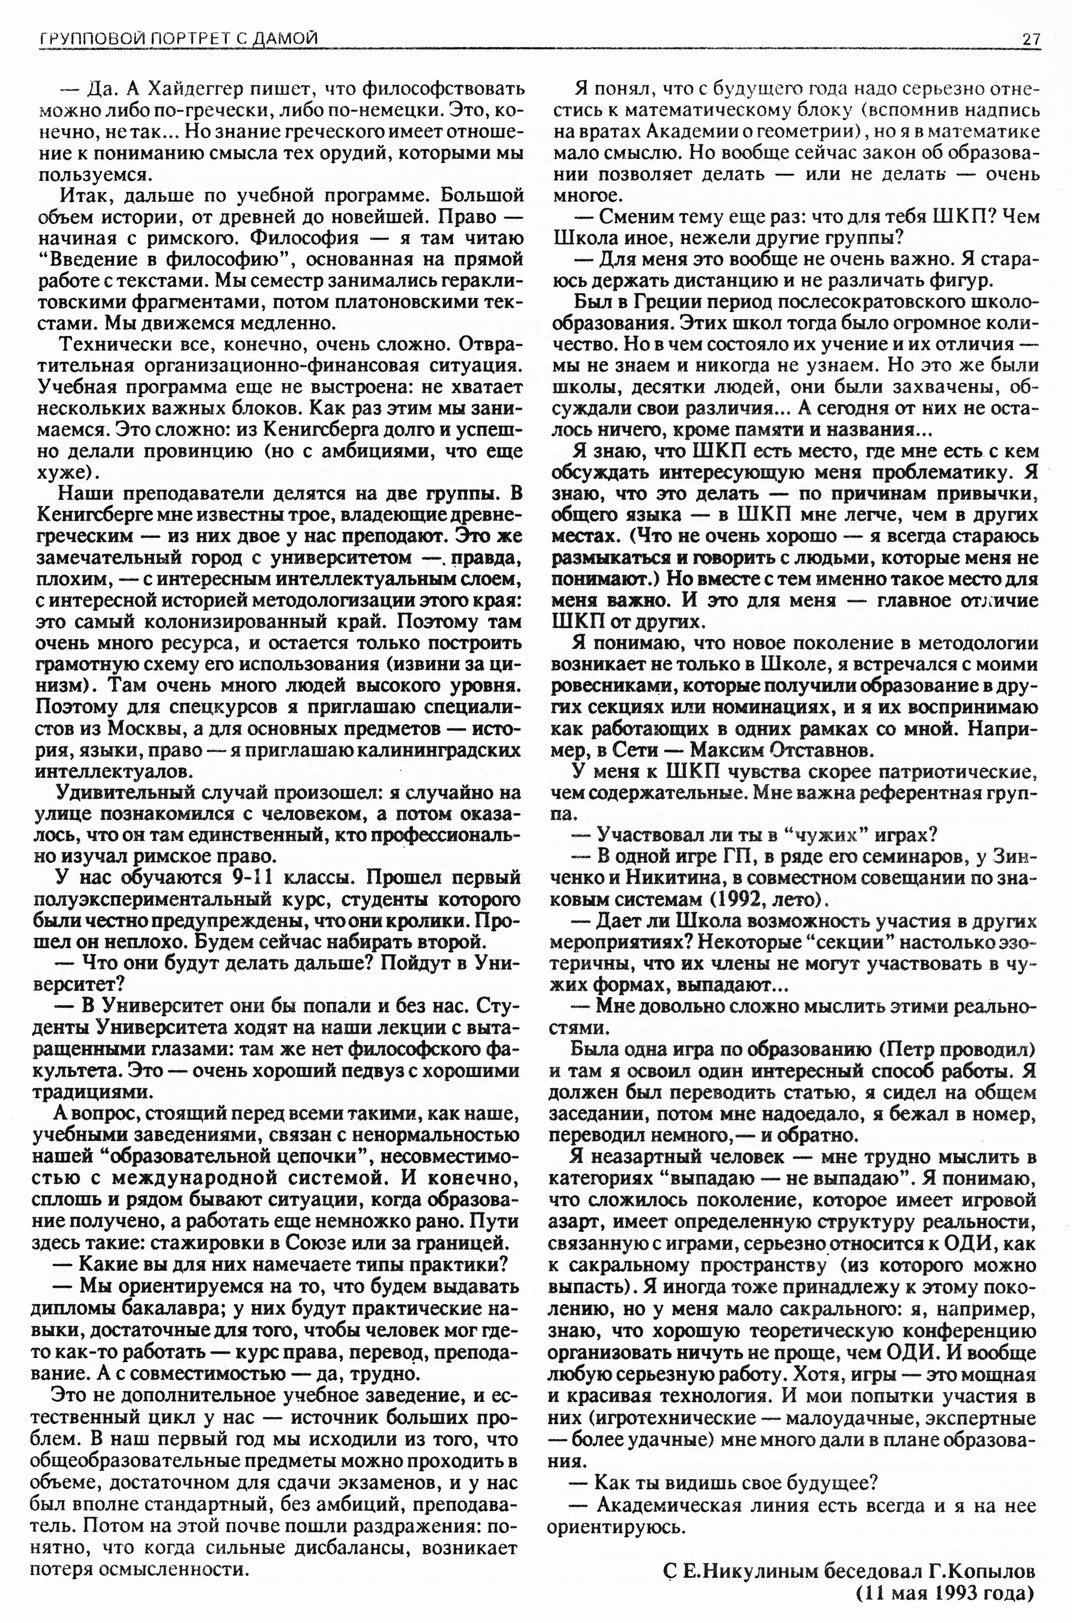 ГРУППОВОЙ ПОРТРЕТ С ДАМОЙ
27
— Да. А Хайдеггер пишет, что философствовать
можно либо по-гречески, либо по-немецки. Это, ко-
нечно, не так... Но знание греческого имеет отноше-
ние к пониманию смысла тех орудий, которыми мы
пользуемся.
Итак, дальше по учебной программе. Большой
объем истории, от древней до новейшей. Право —
начиная с римского. Философия — я там читаю
“Введение в философию”, основанная на прямой
работе с текстами. Мы семестр занимались геракли-
товскими фрагментами, потом платоновскими тек-
стами. Мы движемся медленно.
Технически все, конечно, очень сложно. Отвра-
тительная организационно-финансовая ситуация.
Учебная программа еще не выстроена: не хватает
нескольких важных блоков. Как раз этим мы зани-
маемся. Это сложно: из Кенигсберга долго и успеш-
но делали провинцию (но с амбициями, что еще
хуже).
Наши преподаватели делятся на две группы. В
Кенигсберге мне известны трое, владеющие древне-
греческим — из них двое у нас преподают. Это же
замечательный город с университетом —. правда,
плохим, — с интересным интеллектуальным слоем,
с интересной историей методологизации этого края:
это самый колонизированный край. Поэтому там
очень много ресурса, и остается только построить
грамотную схему его использования (извини за ци-
низм). Там очень много людей высокого уровня.
Поэтому для спецкурсов я приглашаю специали-
стов из Москвы, а для основных предметов — исто-
рия, языки, право — я приглашаю калининградских
интеллектуалов.
Удивительный случай произошел: я случайно на
улице познакомился с человеком, а потом оказа-
лось, что он там единственный, кто профессиональ-
но изучал римское право.
У нас обучаются 9-11 классы. Прошел первый
полуэкспериментальный курс, студенты которого
были честно предупреждены, что они кролики. Про-
шел он неплохо. Будем сейчас набирать второй.
— Что они будут делать дальше? Пойдут в Уни-
верситет?
— В Университет они бы попали и без нас. Сту-
денты Университета ходят на наши лекции с выта-
ращенными глазами: там же нет философского фа-
культета. Это — очень хороший педвуз с хорошими
традициями.
А вопрос, стоящий перед всеми такими, как наше,
учебными заведениями, связан с ненормальностью
нашей “образовательной цепочки”, несовместимо-
стью с международной системой. И конечно,
сплошь и рядом бывают ситуации, когда образова-
ние получено, а работать еще немножко рано. Пути
здесь такие: стажировки в Союзе или за границей.
— Какие вы для них намечаете типы практики?
— Мы ориентируемся на то, что будем выдавать
дипломы бакалавра; у них будут практические на-
выки, достаточные для того, чтобы человек мог где-
то как-то работать — курс права, перевод, препода-
вание. А с совместимостью — да, трудно.
Это не дополнительное учебное заведение, и ес-
тественный цикл у нас — источник больших про-
блем. В наш первый год мы исходили из того, что
общеобразовательные предметы можно проходить в
объеме, достаточном для сдачи экзаменов, и у нас
был вполне стандартный, без амбиций, преподава-
тель. Потом на этой почве пошли раздражения: по-
нятно, что когда сильные дисбалансы, возникает
потеря осмысленности.
Я понял, что с будущего года надо серьезно отне-
стись к математическому блоку (вспомнив надпись
на вратах Академии о геометрии), но я в математике
мало смыслю. Но вообще сейчас закон об образова-
нии позволяет делать — или не делать — очень
многое.
— Сменим тему еще раз: что для тебя ШКП? Чем
Школа иное, нежели другие группы?
— Для меня это вообще не очень важно. Я стара-
юсь держать дистанцию и не различать фигур.
Был в Греции период послесократовского школо-
образования. Этих школ тогда было огромное коли-
чество. Но в чем состояло их учение и их отличия —
мы не знаем и никогда не узнаем. Но это же были
школы, десятки людей, они были захвачены, об-
суждали свои различия... А сегодня от них не оста-
лось ничего, кроме памяти и названия...
Я знаю, что ШКП есть место, где мне есть с кем
обсуждать интересующую меня проблематику. Я
знаю, что это делать — по причинам привычки,
общего языка — в ШКП мне легче, чем в других
местах. (Что не очень хорошо — я всегда стараюсь
размыкаться и говорить с людьми, которые меня не
понимают.) Но вместе с тем именно такое место для
меня важно. И это для меня — главное отличие
ШКП от других.
Я понимаю, что новое поколение в методологии
возникает не только в Школе, я встречался с моими
ровесниками, которые получили образование в дру-
гих секциях или номинациях, и я их воспринимаю
как работающих в одних рамках со мной. Напри-
мер, в Сети — Максим Отставнов.
У меня к ШКП чувства скорее патриотические,
чем содержательные. Мне важна референтная груп-
па.
— Участвовал ли ты в “чужих” играх?
— В одной игре ГП, в ряде его семинаров, у Зин-
ченко и Никитина, в совместном совещании по зна-
ковым системам (1992, лето).
— Дает ли Школа возможность участия в других
мероприятиях? Некоторые “секции” настолько эзо-
теричны, что их члены не могут участвовать в чу-
жих формах, выпадают...
— Мне довольно сложно мыслить этими реально-
стями.
Была одна игра по образованию (Петр проводил)
и там я освоил один интересный способ работы. Я
должен был переводить статью, я сидел на общем
заседании, потом мне надоедало, я бежал в номер,
переводил немного,— и обратно.
Я неазартный человек — мне трудно мыслить в
категориях “выпадаю — не выпадаю”. Я понимаю,
что сложилось поколение, которое имеет игровой
азарт, имеет определенную структуру реальности,
связанную с играми, серьезно относится к ОДИ, как
к сакральному пространству (из которого можно
выпасть). Я иногда тоже принадлежу к этому поко-
лению, но у меня мало сакрального: я, например,
знаю, что хорошую теоретическую конференцию
организовать ничуть не проще, чем ОДИ. И вообще
любую серьезную работу. Хотя, игры — это мощная
и красивая технология. И мои попытки участия в
них (игротехнические — малоудачные, экспертные
— более удачные) мне много дали в плане образова-
ния.
— Как ты видишь свое будущее?
— Академическая линия есть всегда и я на нее
ориентируюсь.
С Е.Никулиным беседовал Г.Копылов
(11 мая 1993 года)